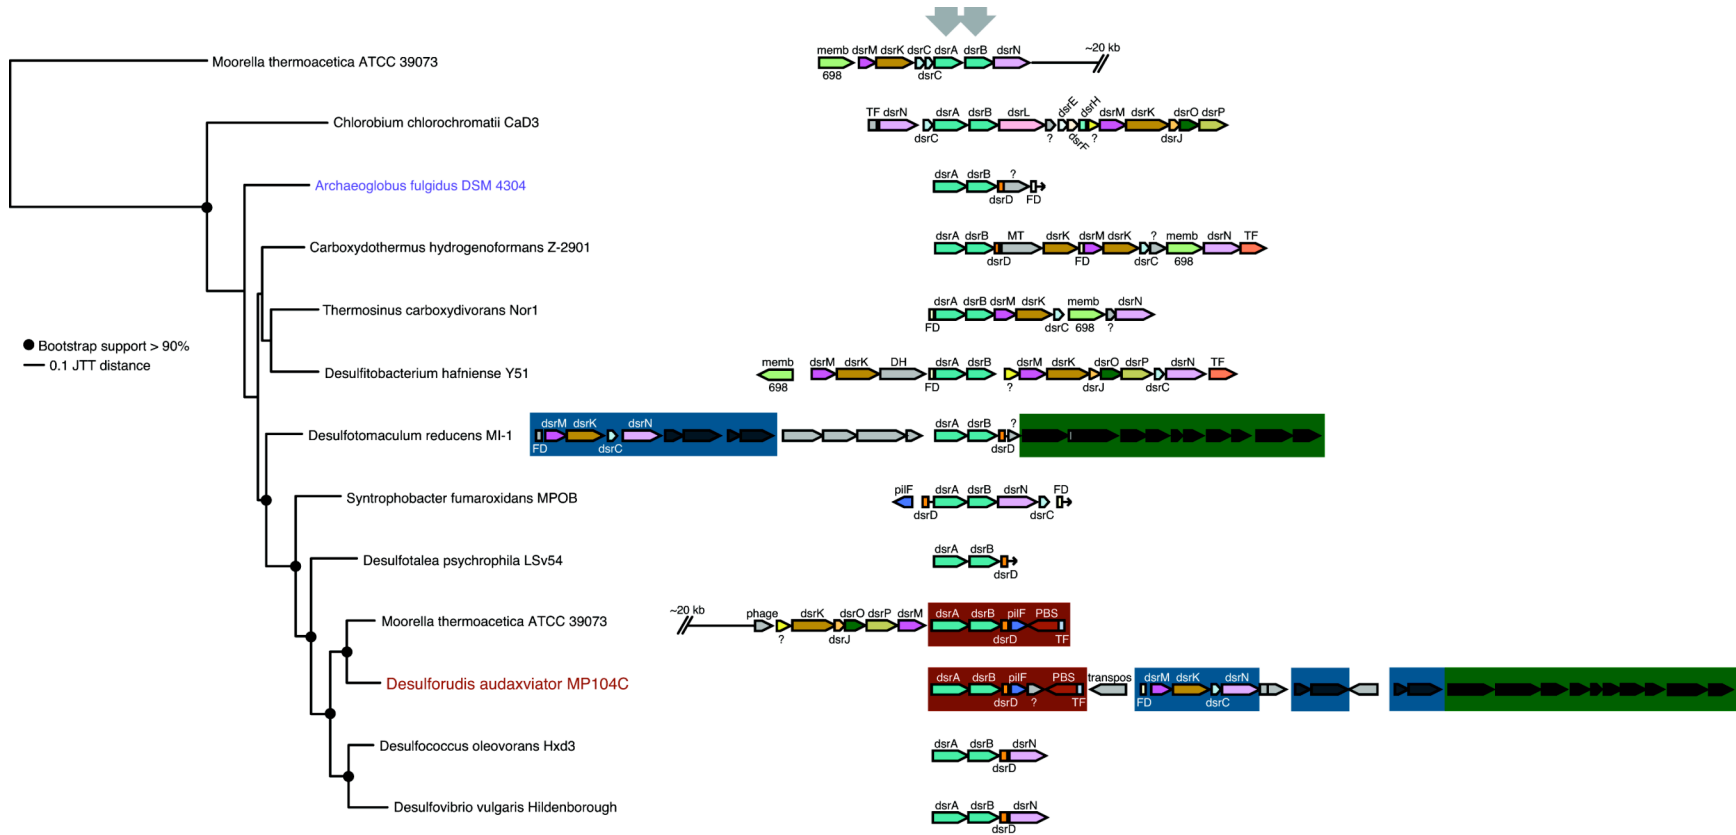 memb dsrM dsrK dsrC dsrA dsrB dsrN ~20 kb
Moorella thermoacetica ATCC 39073
698 dsrC
TF dsrN dsrA dsrB dsrL dsrE dsrH dsrM dsrK dsrO dsrP
Chlorobium chlorochromatii CaD3
dsrC ? dsrF ? dsrJ
dsrA dsrB ?
Archaeoglobus fulgidus DSM 4304
dsrD FD
dsrA dsrB MT dsrK dsrM dsrK ? memb dsrN TF
Carboxydothermus hydrogenoformans Z-2901
dsrD FD dsrC 698
dsrA dsrB dsrM dsrK memb dsrN
Thermosinus carboxydivorans Nor1
FD dsrC 698 ?
Bootstrap support > 90%
0.1 JTT distance
memb dsrM dsrK DH dsrA dsrB dsrM dsrK dsrO dsrP dsrN TF
Desulfitobacterium hafniense Y51
698 FD ? dsrJ dsrC
dsrM dsrK dsrN dsrA dsrB ?
Desulfotomaculum reducens MI-1
FD dsrC dsrD
pilF dsrA dsrB dsrN FD
Syntrophobacter fumaroxidans MPOB
dsrD dsrC
dsrA dsrB
Desulfotalea psychrophila LSv54
dsrD
~20 kb phage dsrK dsrO dsrP dsrM dsrA dsrB pilF PBS
Moorella thermoacetica ATCC 39073
? dsrJ dsrD TF
dsrA dsrB pilF PBS transpos dsrM dsrK dsrN
Desulforudis audaxviator MP104C
dsrD ? TF FD dsrC
dsrA dsrB dsrN
Desulfococcus oleovorans Hxd3
dsrD
dsrA dsrB dsrN
Desulfovibrio vulgaris Hildenborough
dsrD